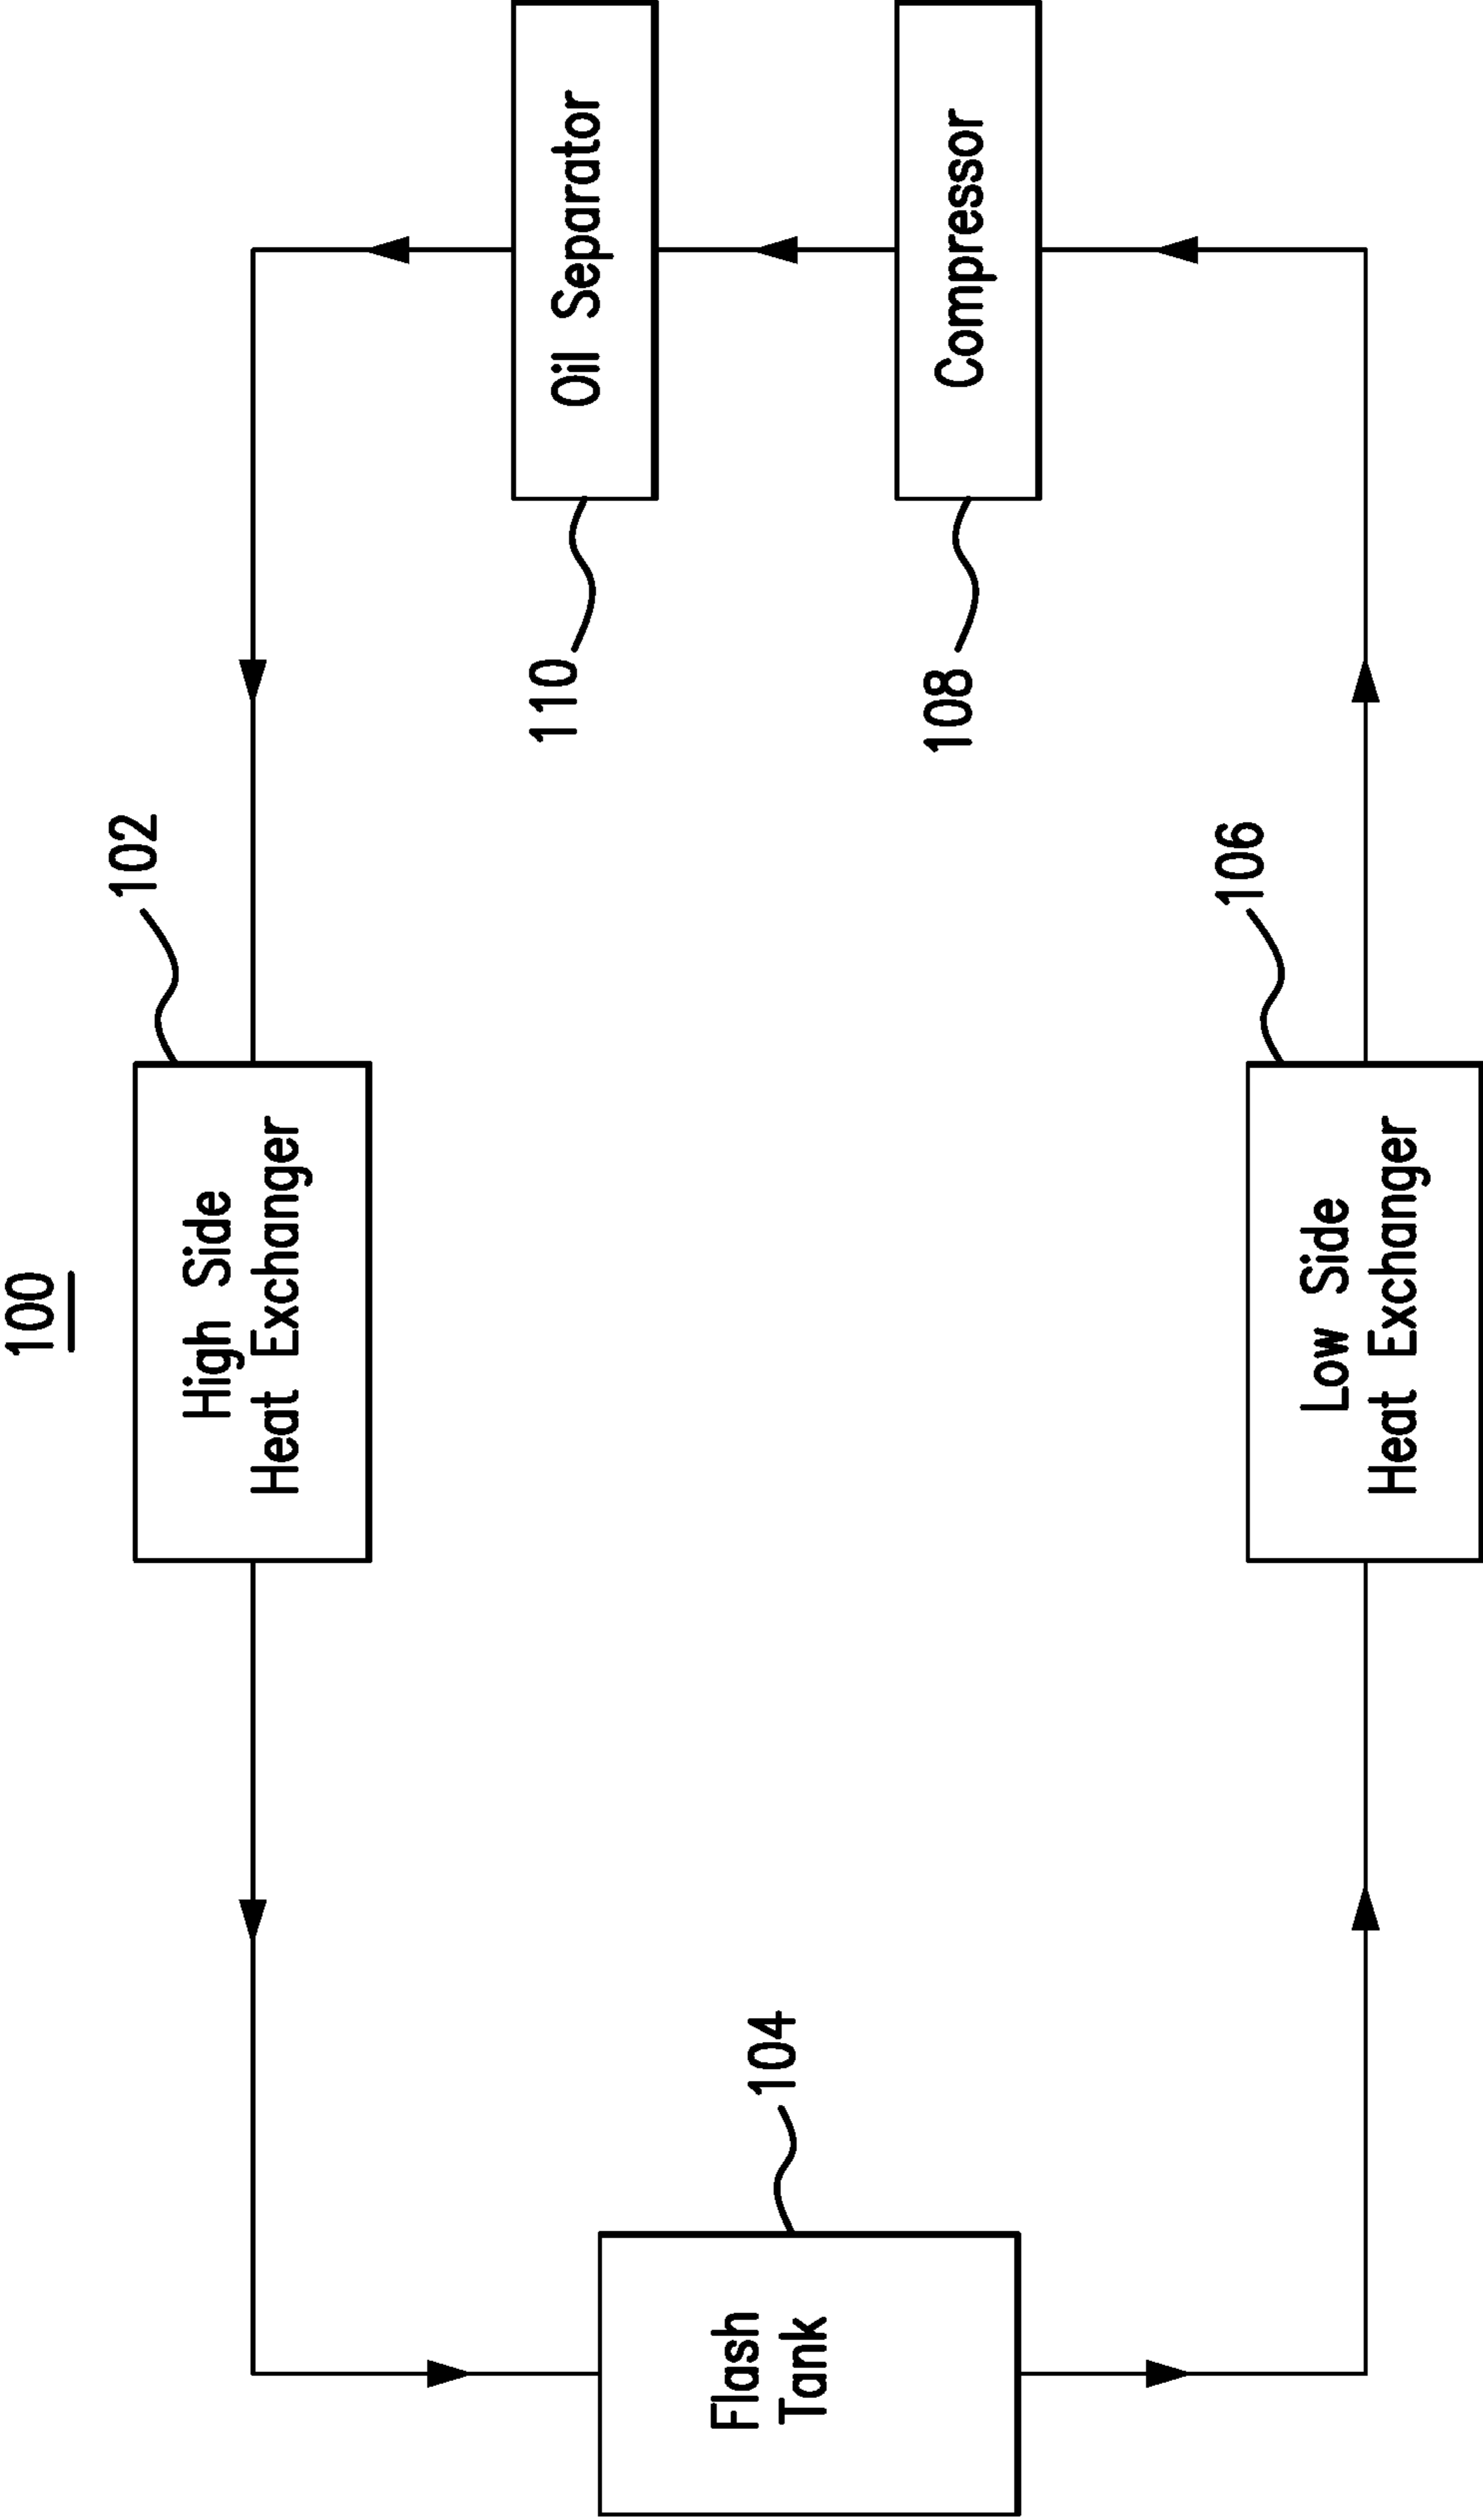 100
102
High Side
Heat Exchanger
110
Oil Separator
104
Flash
Tank
108
Compressor
106
Low Side
Heat Exchanger